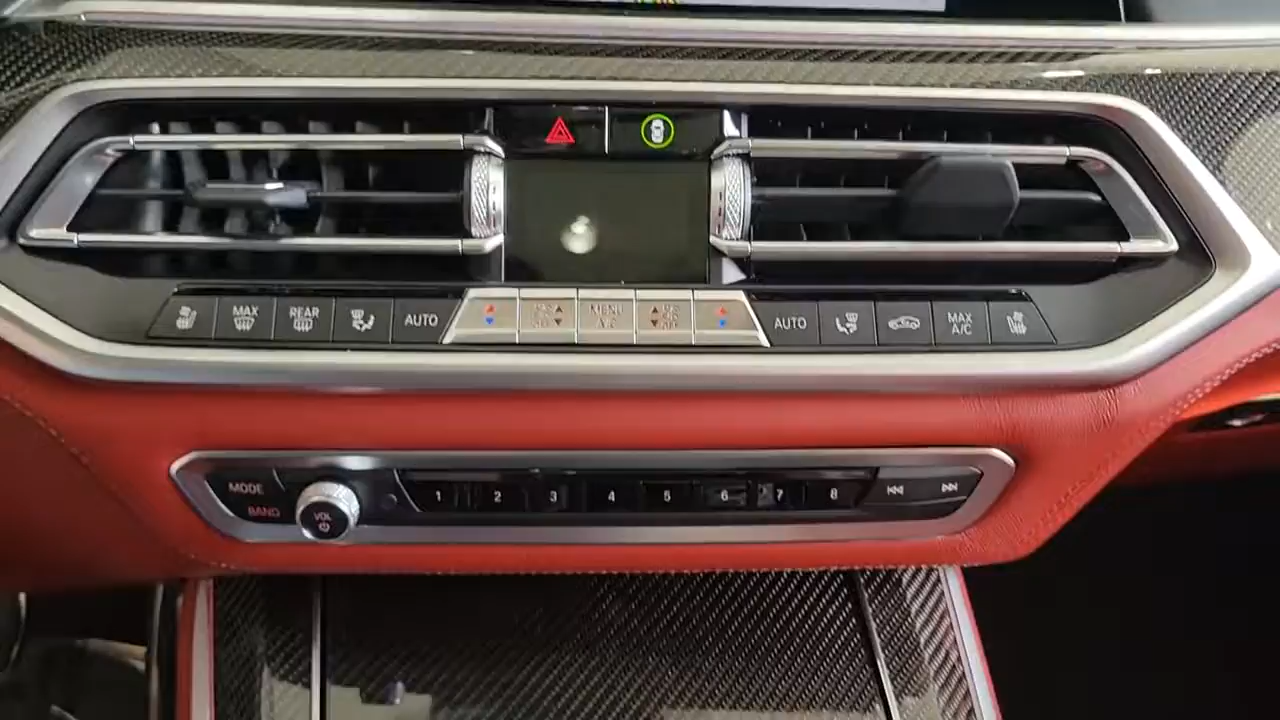 MAX
REAR
AUTO
MENU
A/C
AUTO
MAX
A/C
MODE
BAND
VOL
1 2 3 4 5 6 7 8